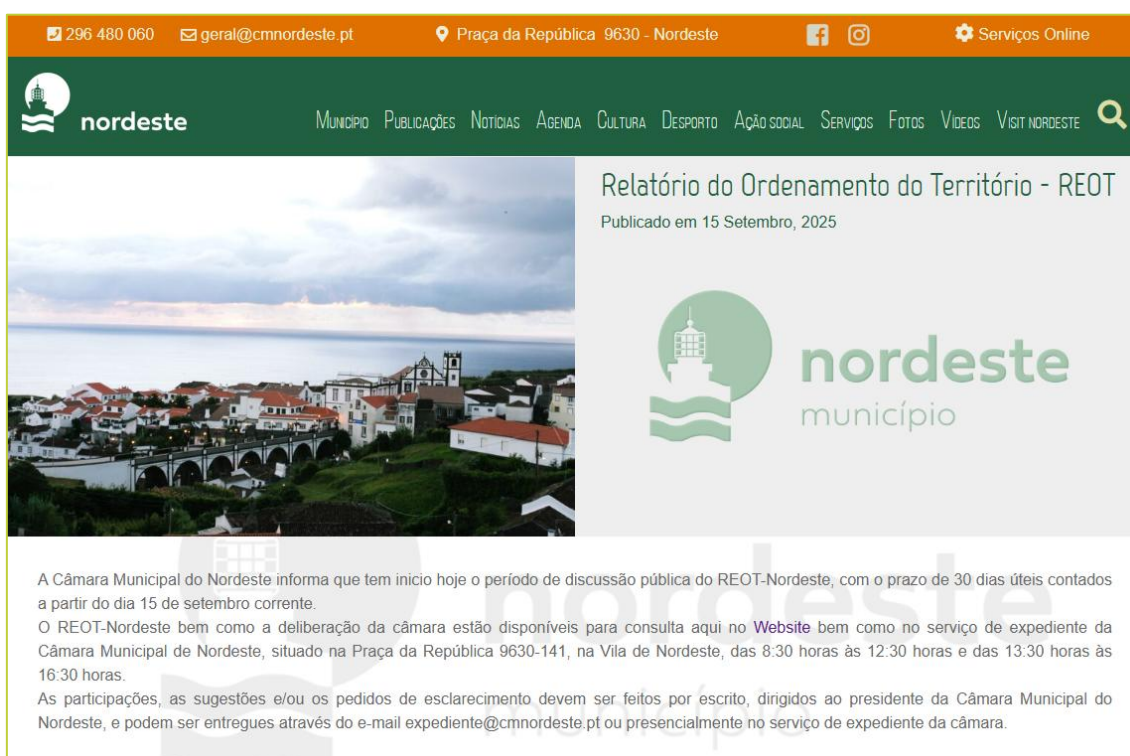 296 480 060 geral@cmnordeste.pt Praça da República 9630 - Nordeste Serviços Online
nordeste
Município Publicações Notícias Agenda Cultura Desporto Ação social Serviços Fotos Vídeos Visit nordeste
Relatório do Ordenamento do Território - REOT
Publicado em 15 Setembro, 2025
nordeste
município
A Câmara Municipal do Nordeste informa que tem inicio hoje o período de discussão pública do REOT-Nordeste, com o prazo de 30 dias úteis contados
a partir do dia 15 de setembro corrente.
O REOT-Nordeste bem como a deliberação da câmara estão disponíveis para consulta aqui no Website bem como no serviço de expediente da
Câmara Municipal de Nordeste, situado na Praça da República 9630-141, na Vila de Nordeste, das 8:30 horas às 12:30 horas e das 13:30 horas às
16:30 horas.
As participações, as sugestões e/ou os pedidos de esclarecimento devem ser feitos por escrito, dirigidos ao presidente da Câmara Municipal do
Nordeste, e podem ser entregues através do e-mail expediente@cmnordeste.pt ou presencialmente no serviço de expediente da câmara.
nordeste
município